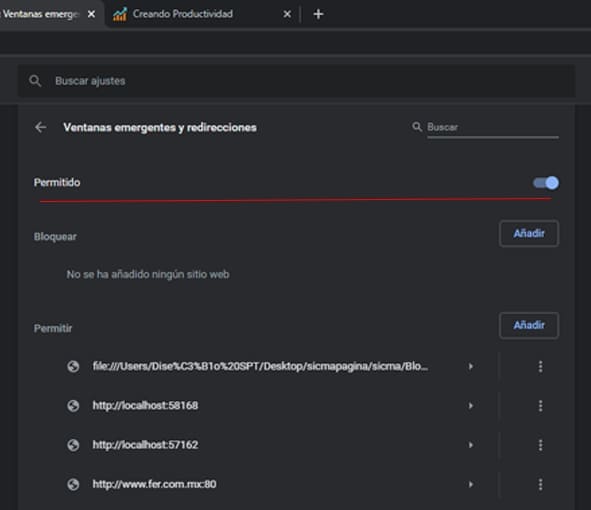 Ventanas emerge
Creando Productividad
Buscar ajustes
Ventanas emergentes y redirecciones
Buscar
Permitido
Bloquear
Añadir
No se ha añadido ningún sitio web
Permitir
Añadir
file:///Users/Dise%C3%B1o%20SPT/Desktop/sicmapagina/sicma/Blo...
http://localhost:58168
http://localhost:57162
http://www.fer.com.mx:80